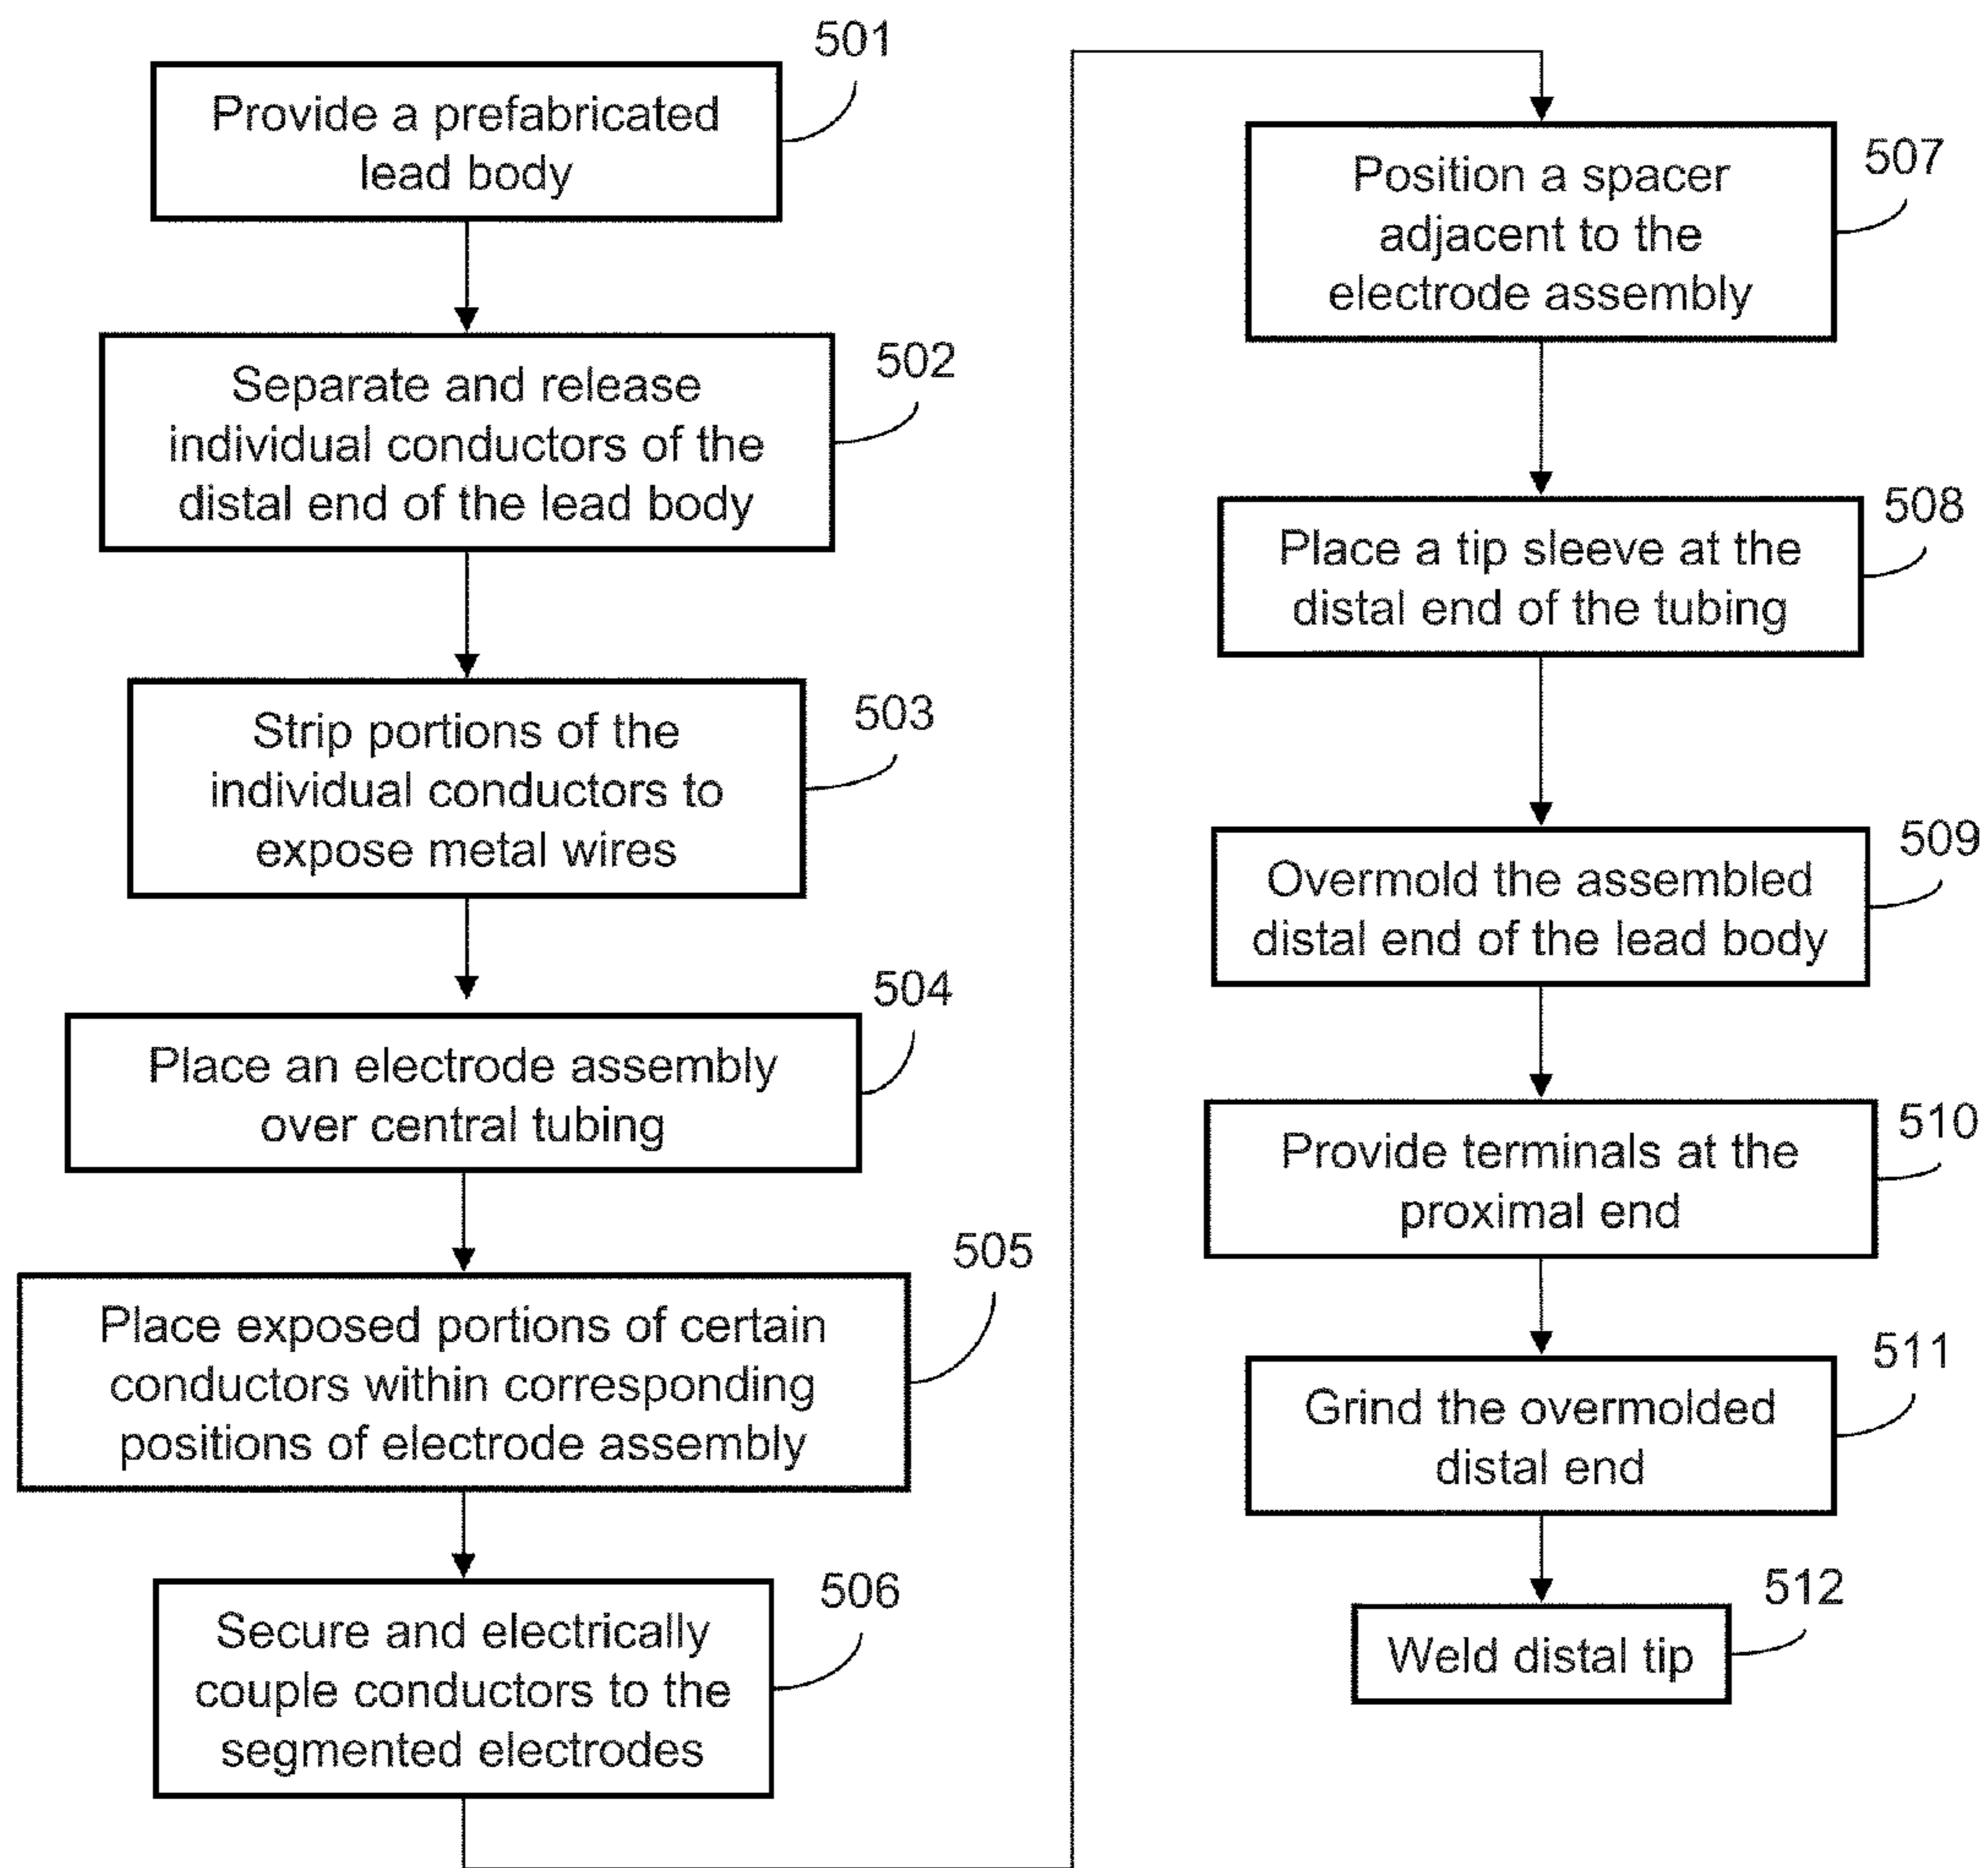 501
Provide a prefabricated
lead body
502
Separate and release
individual conductors of the
distal end of the lead body
503
Strip portions of the
individual conductors to
expose metal wires
504
Place an electrode assembly
over central tubing
505
Place exposed portions of certain
conductors within corresponding
positions of electrode assembly
506
Secure and electrically
couple conductors to the
segmented electrodes
507
Position a spacer
adjacent to the
electrode assembly
508
Place a tip sleeve at the
distal end of the tubing
509
Overmold the assembled
distal end of the lead body
510
Provide terminals at the
proximal end
511
Grind the overmolded
distal end
512
Weld distal tip